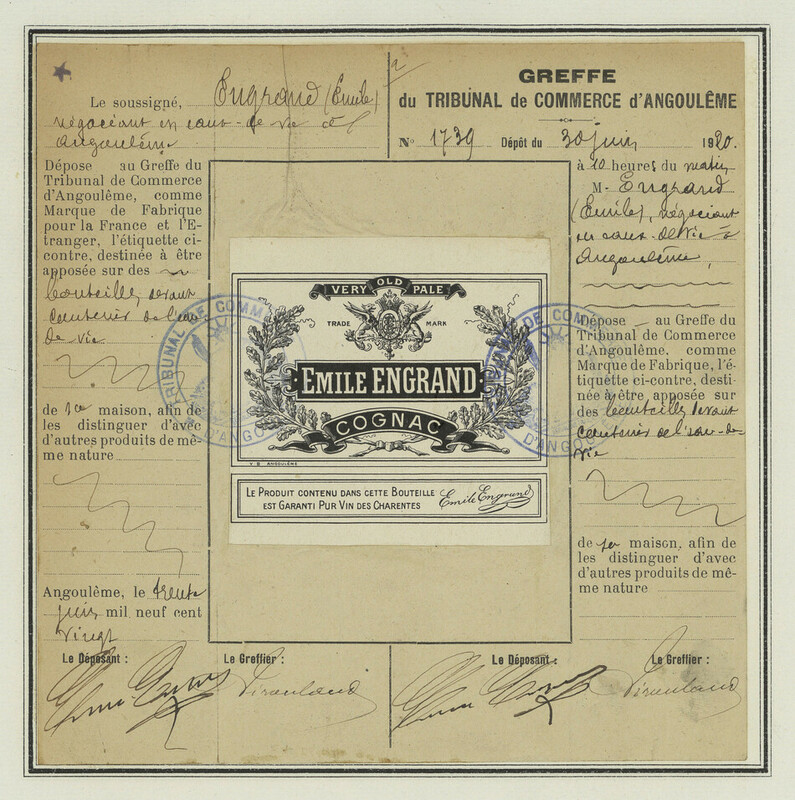 Le soussigné, Engrand (Emile)
négociant en eaux-de-vie à
Angoulême
Dépose au Greffe du
Tribunal de Commerce
d'Angoulême, comme
Marque de Fabrique
pour la France et l'E-
tranger, l'étiquette ci-
contre, destinée à être
apposée sur des
bouteilles devant
contenir de l'eau
de vie
de sa maison, afin de
les distinguer d'avec
d'autres produits de mê-
me nature
Angoulême, le trente
juin mil neuf cent
vingt
Le Déposant :
Le Greffier :
GREFFE
du TRIBUNAL de COMMERCE d'ANGOULÊME
N° 1739 Dépôt du 30 juin 1920.
à 10 heures du matin
M. Engrand
(Emile), négociant
en eaux-de-vie à
Angoulême,
Dépose au Greffe du
Tribunal de Commerce
d'Angoulême, comme
Marque de Fabrique, l'é-
tiquette ci-contre, desti-
née à être, apposée sur
des bouteilles devant
contenir de l'eau-de-
vie
de sa maison, afin de
les distinguer d'avec
d'autres produits de mê-
me nature
Le Déposant :
Le Greffier :
VERY OLD PALE
TRADE MARK
EMILE ENGRAND
COGNAC
ANGOULÊME
LE PRODUIT CONTENU DANS CETTE BOUTEILLE
EST GARANTI PUR VIN DES CHARENTES
Emile Engrand
TRIBUNAL DE COMM
D'ANGO
DE COMM
D'ANGO